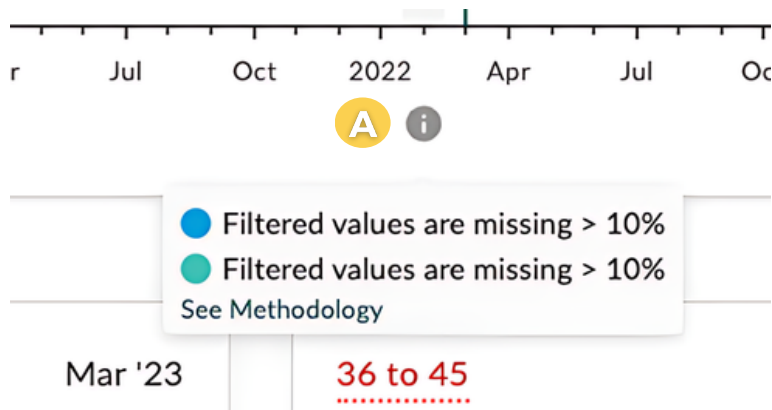 r Jul Oct 2022 Apr Jul Oc
A i
Filtered values are missing > 10%
Filtered values are missing > 10%
See Methodology
Mar '23 36 to 45